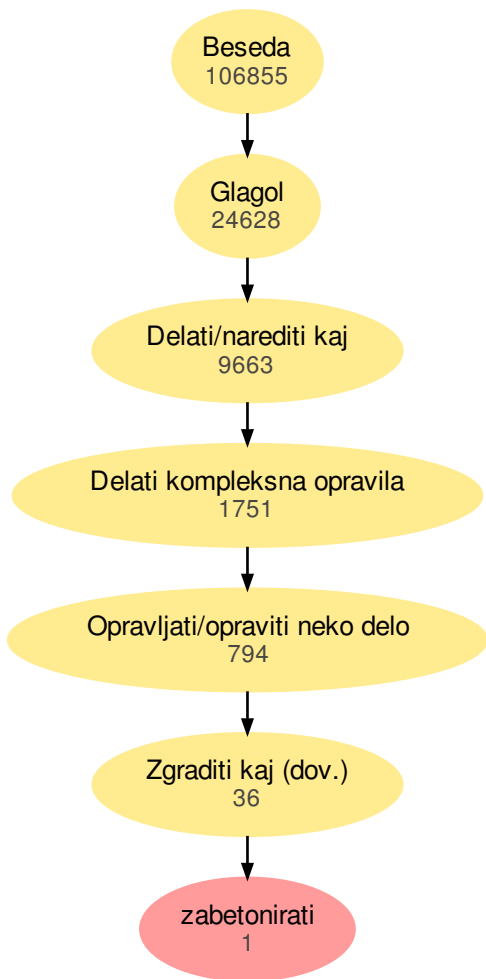 Beseda
106855
Glagol
24628
Delati/narediti kaj
9663
Delati kompleksna opravila
1751
Opravljati/opraviti neko delo
794
Zgraditi kaj (dov.)
36
zabetonirati
1